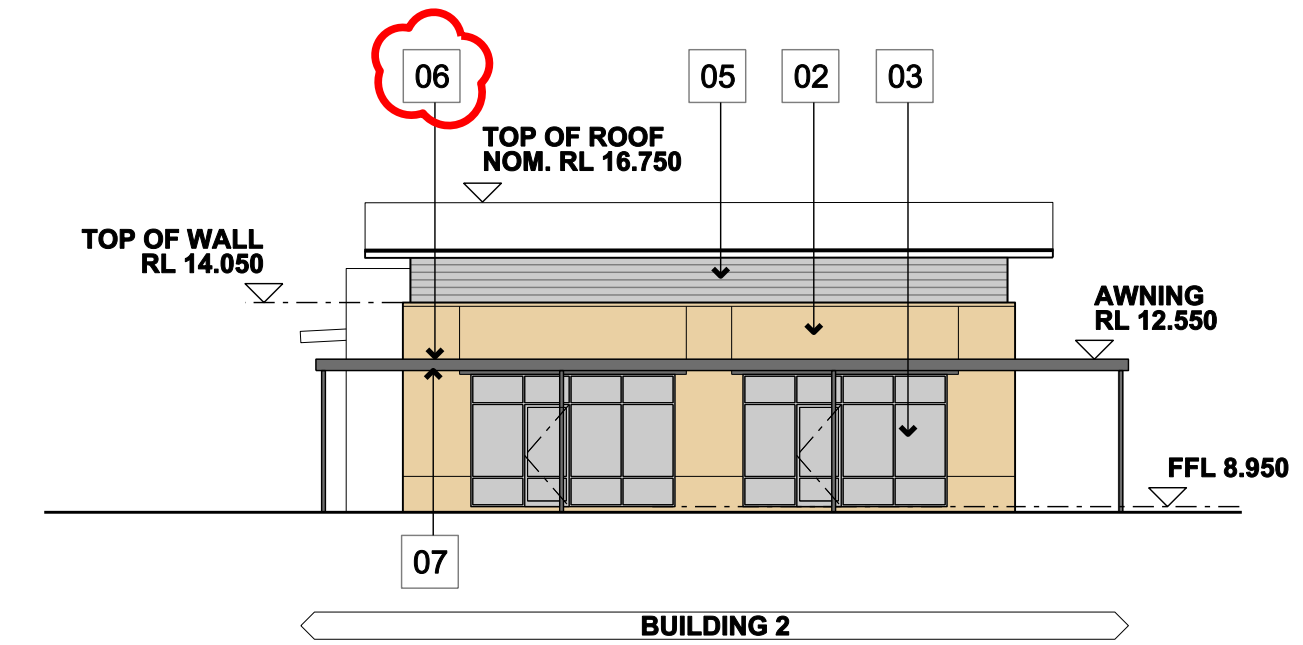 06
05
02
03
TOP OF ROOF
NOM. RL 16.750
TOP OF WALL
RL 14.050
AWNING
RL 12.550
FFL 8.950
07
BUILDING 2